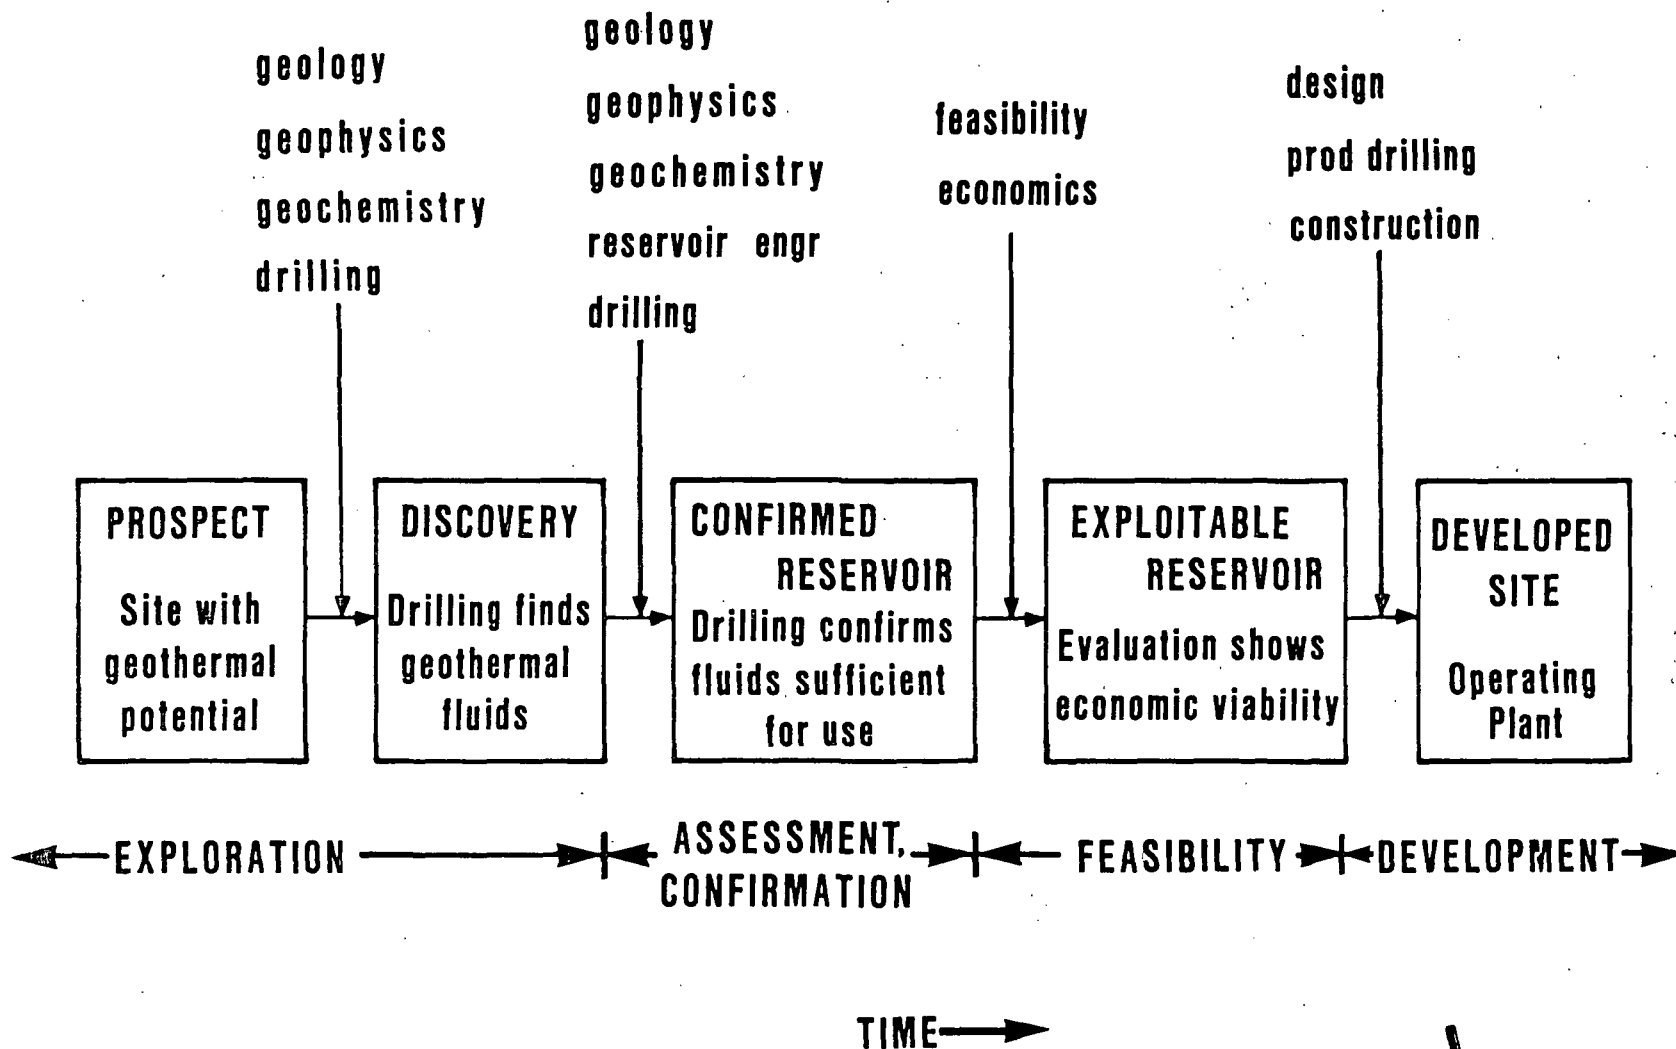 geology
geophysics
geochemistry
drilling
geology
geophysics
geochemistry
reservoir engr
drilling
feasibility
economics
design
prod drilling
construction
PROSPECT
Site with
geothermal
potential
DISCOVERY
Drilling finds
geothermal
fluids
CONFIRMED
RESERVOIR
Drilling confirms
fluids sufficient
for use
EXPLOITABLE
RESERVOIR
Evaluation shows
economic viability
DEVELOPED
SITE
Operating
Plant
EXPLORATION
ASSESSMENT,
CONFIRMATION
FEASIBILITY
DEVELOPMENT
TIME